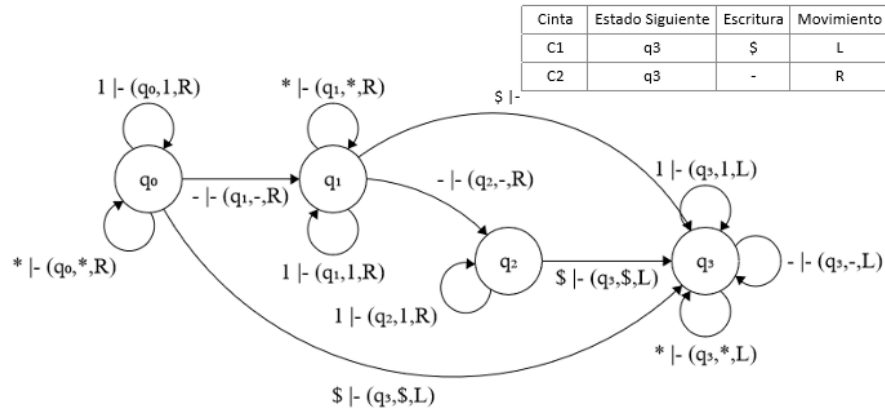 Cinta Estado Siguiente Escritura Movimiento
C1 q3 $ L
C2 q3 - R
$ |-
1 |- (q₀,1,R)
* |- (q₁,*,R)
1 |- (q₃,1,L)
q₀
q₁
- |- (q₂,-,R)
- |- (q₁,-,R)
* |- (q₀,*,R)
1 |- (q₁,1,R)
q₂
q₃
$ |- (q₃,$,L)
- |- (q₃,-,L)
1 |- (q₂,1,R)
* |- (q₃,*,L)
$ |- (q₃,$,L)